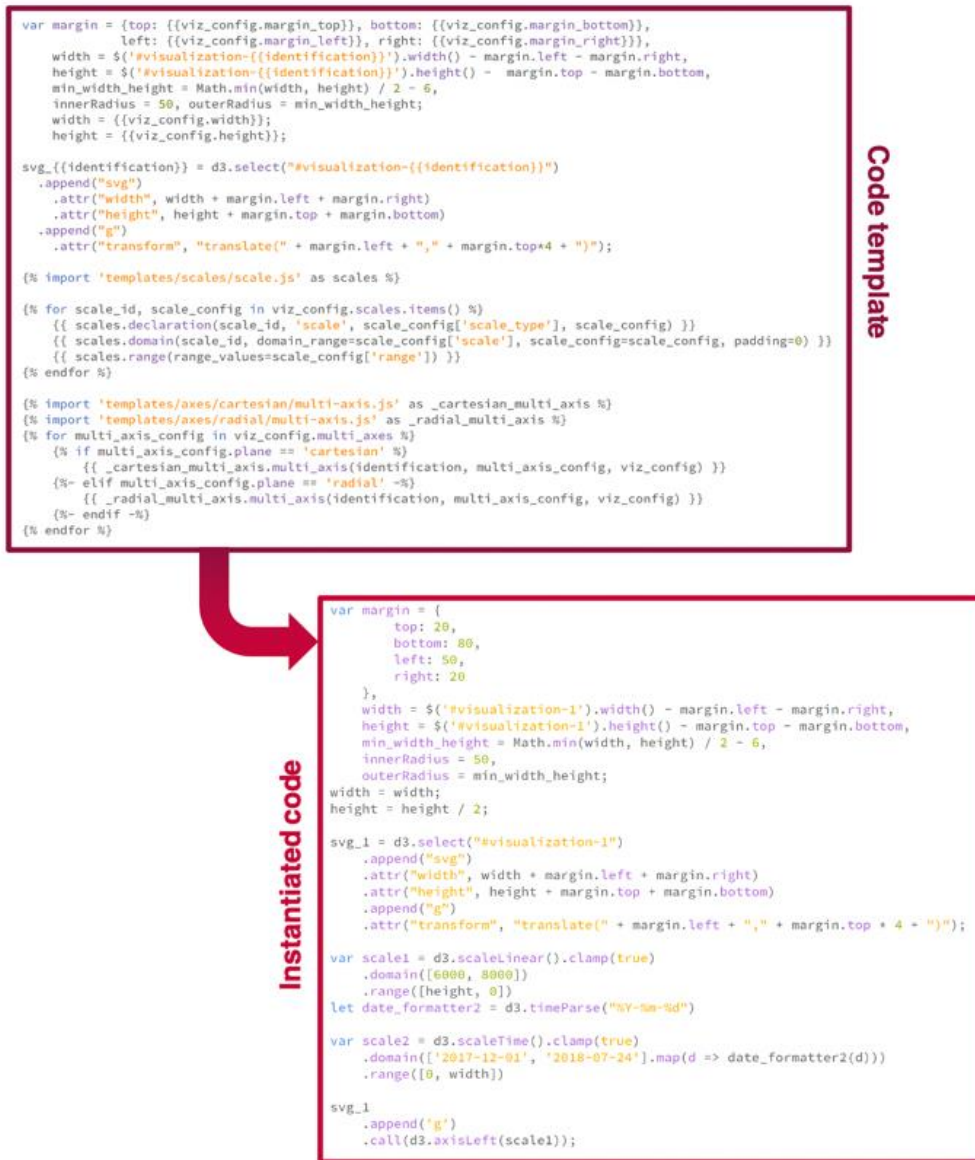 var margin = {top: {{viz_config.margin_top}}, bottom: {{viz_config.margin_bottom}},
left: {{viz_config.margin_left}}, right: {{viz_config.margin_right}}},
width = $('#visualization-{{identification}}').width() - margin.left - margin.right,
height = $('#visualization-{{identification}}').height() - margin.top - margin.bottom,
min_width_height = Math.min(width, height) / 2 - 6,
innerRadius = 50, outerRadius = min_width_height;
width = {{viz_config.width}};
height = {{viz_config.height}};
svg_{{identification}} = d3.select("#visualization-{{identification}}")
.append("svg")
.attr("width", width + margin.left + margin.right)
.attr("height", height + margin.top + margin.bottom)
.append("g")
.attr("transform", "translate(" + margin.left + "," + margin.top*4 + ")");
{% import 'templates/scales/scale.js' as scales %}
{% for scale_id, scale_config in viz_config.scales.items() %}
{{ scales.declaration(scale_id, 'scale', scale_config['scale_type'], scale_config) }}
{{ scales.domain(scale_id, domain_range=scale_config['scale'], scale_config=scale_config, padding=0) }}
{{ scales.range(range_values=scale_config['range']) }}
{% endfor %}
{% import 'templates/axes/cartesian/multi-axis.js' as _cartesian_multi_axis %}
{% import 'templates/axes/radial/multi-axis.js' as _radial_multi_axis %}
{% for multi_axis_config in viz_config.multi_axes %}
{% if multi_axis_config.plane == 'cartesian' %}
{{ _cartesian_multi_axis.multi_axis(identification, multi_axis_config, viz_config) }}
{%- elif multi_axis_config.plane == 'radial' -%}
{{ _radial_multi_axis.multi_axis(identification, multi_axis_config, viz_config) }}
{%- endif -%}
{% endfor %}
Code template
Instantiated code
var margin = {
top: 20,
bottom: 80,
left: 50,
right: 20
},
width = $('#visualization-1').width() - margin.left - margin.right,
height = $('#visualization-1').height() - margin.top - margin.bottom,
min_width_height = Math.min(width, height) / 2 - 6,
innerRadius = 50,
outerRadius = min_width_height;
width = width;
height = height / 2;
svg_1 = d3.select("#visualization-1")
.append("svg")
.attr("width", width + margin.left + margin.right)
.attr("height", height + margin.top + margin.bottom)
.append("g")
.attr("transform", "translate(" + margin.left + "," + margin.top * 4 + ")");
var scale1 = d3.scaleLinear().clamp(true)
.domain([6000, 8000])
.range([height, 0])
let date_formatter2 = d3.timeParse("%Y-%m-%d")
var scale2 = d3.scaleTime().clamp(true)
.domain(['2017-12-01', '2018-07-24'].map(d => date_formatter2(d)))
.range([0, width])
svg_1
.append('g')
.call(d3.axisLeft(scale1));